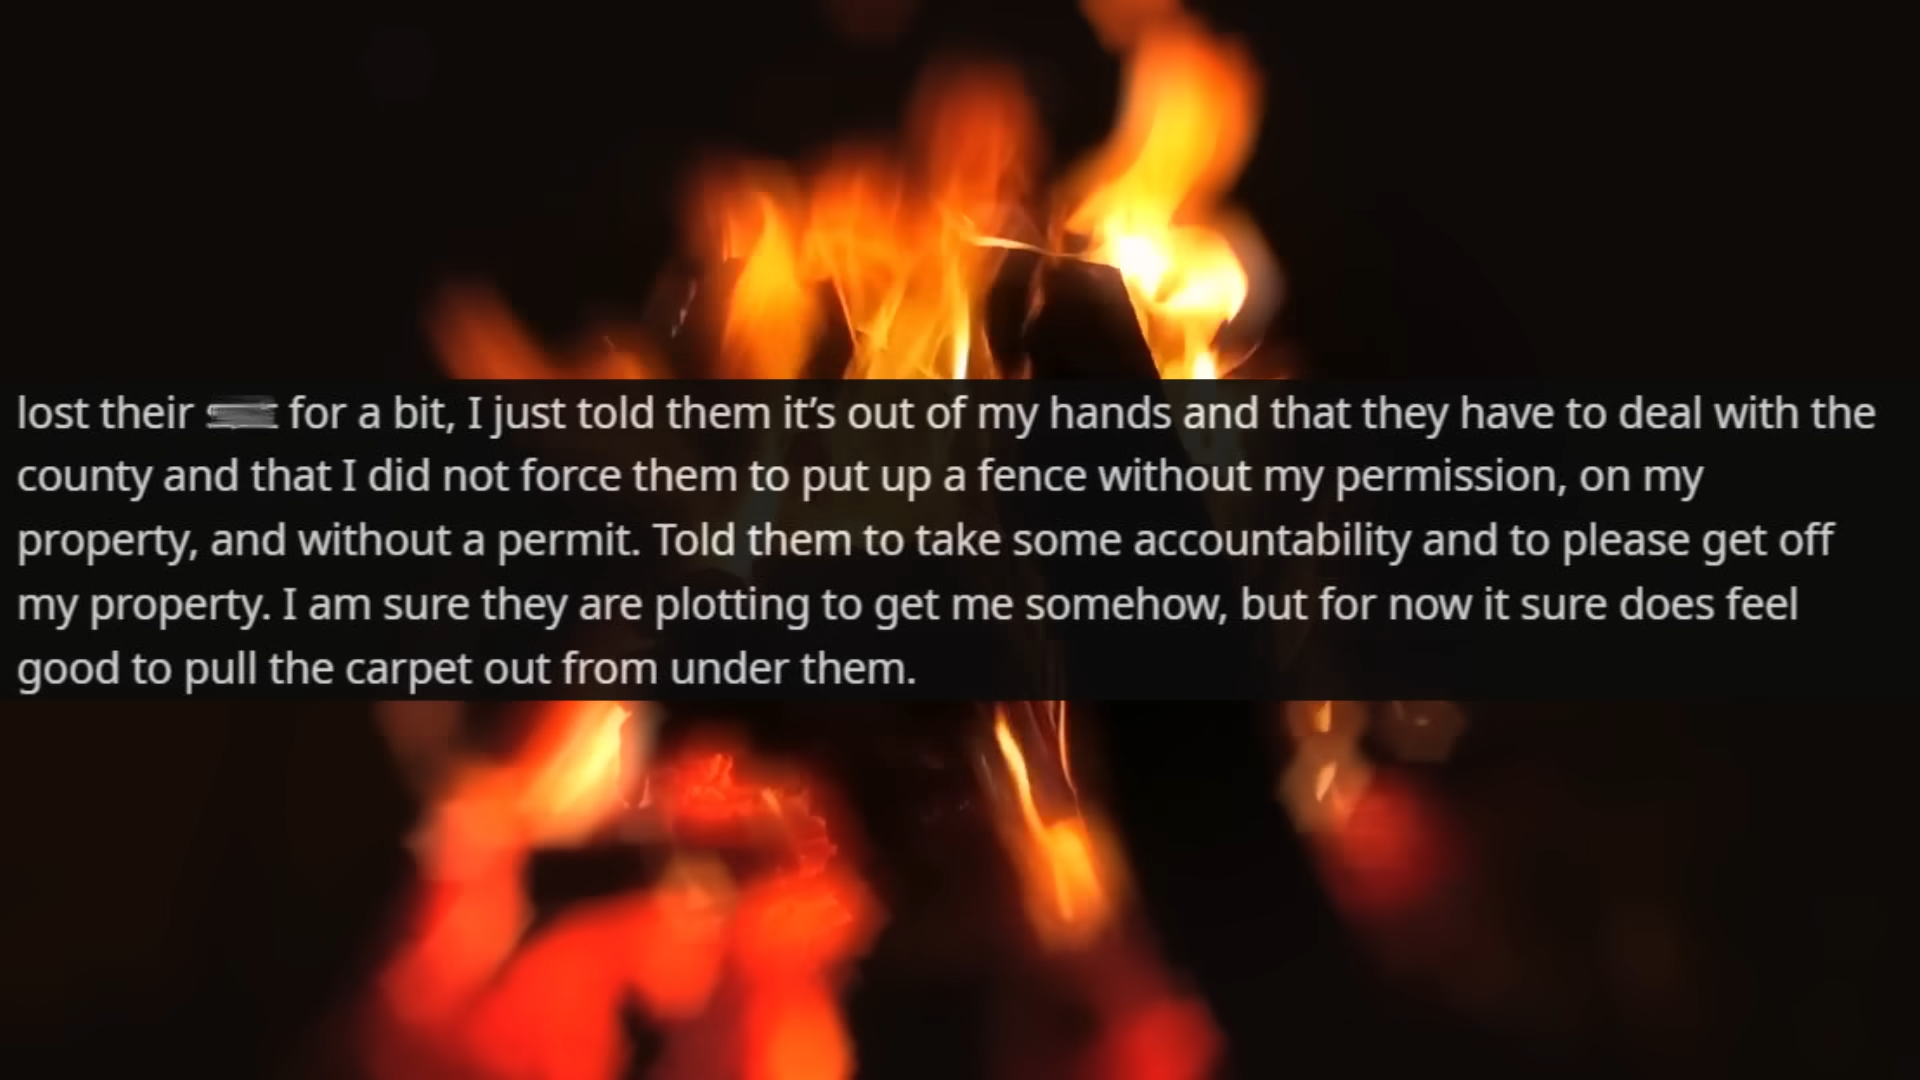 lost their for a bit, I just told them it’s out of my hands and that they have to deal with the
county and that I did not force them to put up a fence without my permission, on my
property, and without a permit. Told them to take some accountability and to please get off
my property. I am sure they are plotting to get me somehow, but for now it sure does feel
good to pull the carpet out from under them.